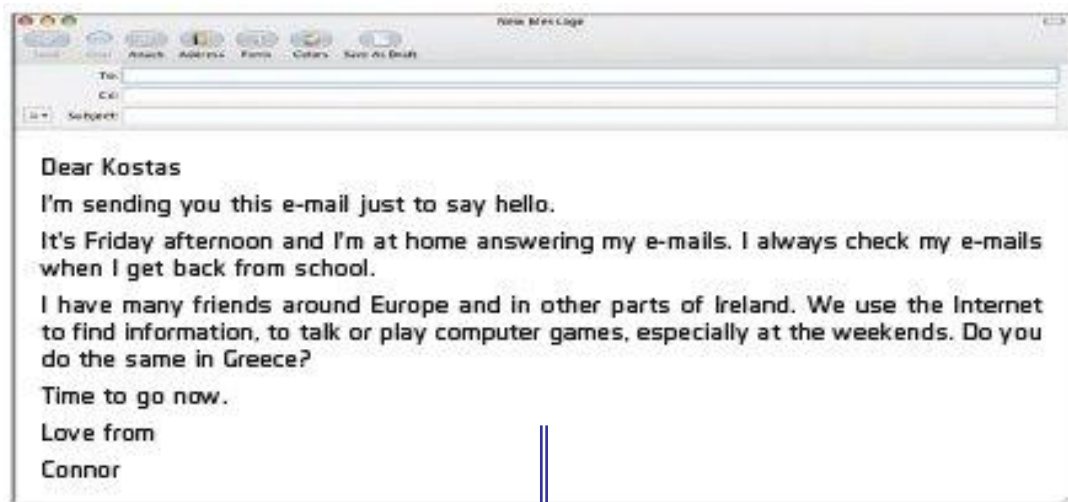 New Message
Attach Address Fonts Colors Save As Draft
To:
Cc:
Subject:
Dear Kostas
I'm sending you this e-mail just to say hello.
It's Friday afternoon and I'm at home answering my e-mails. I always check my e-mails
when I get back from school.
I have many friends around Europe and in other parts of Ireland. We use the Internet
to find information, to talk or play computer games, especially at the weekends. Do you
do the same in Greece?
Time to go now.
Love from
Connor